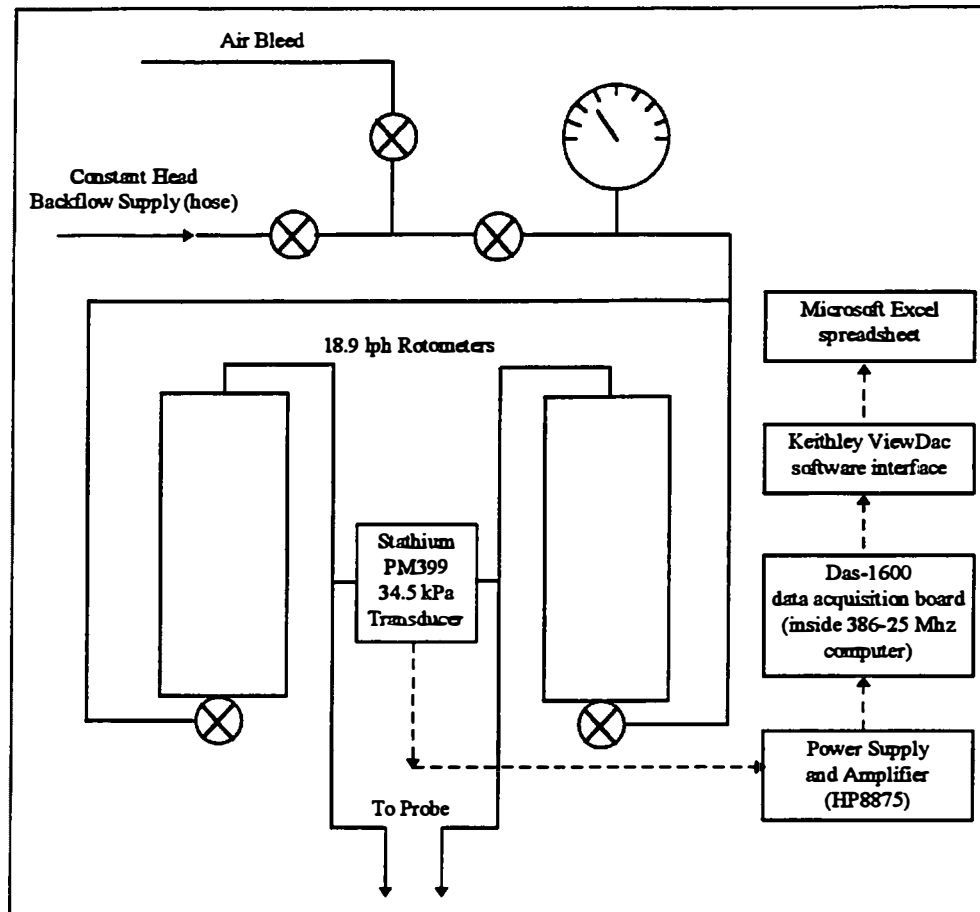 Air Bleed
Constant Head
Backflow Supply (hose)
18.9 lph Rotometers
Microsoft Excel
spreadsheet
Keithley ViewDac
software interface
Stathium
PM399
34.5 kPa
Transducer
Das-1600
data acquisition board
(inside 386-25 Mhz
computer)
Power Supply
and Amplifier
(HP8875)
To Probe